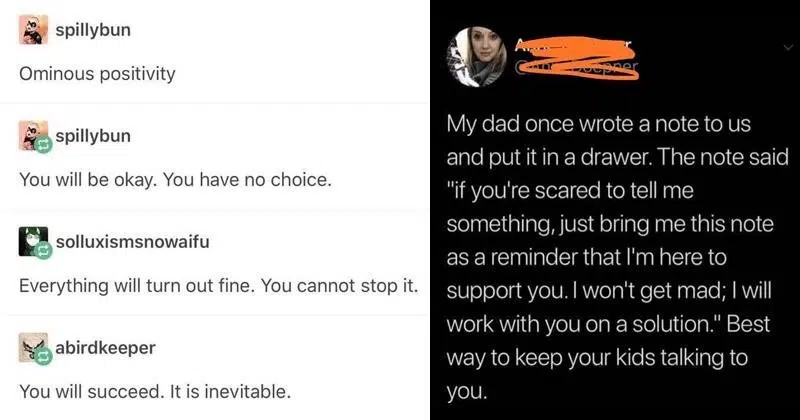 spillybun
Ominous positivity
spillybun
You will be okay. You have no choice.
solluxismsnowaifu
Everything will turn out fine. You cannot stop it.
abirdkeeper
You will succeed. It is inevitable.
My dad once wrote a note to us
and put it in a drawer. The note said
"if you're scared to tell me
something, just bring me this note
as a reminder that I'm here to
support you. I won't get mad; I will
work with you on a solution." Best
way to keep your kids talking to
you.